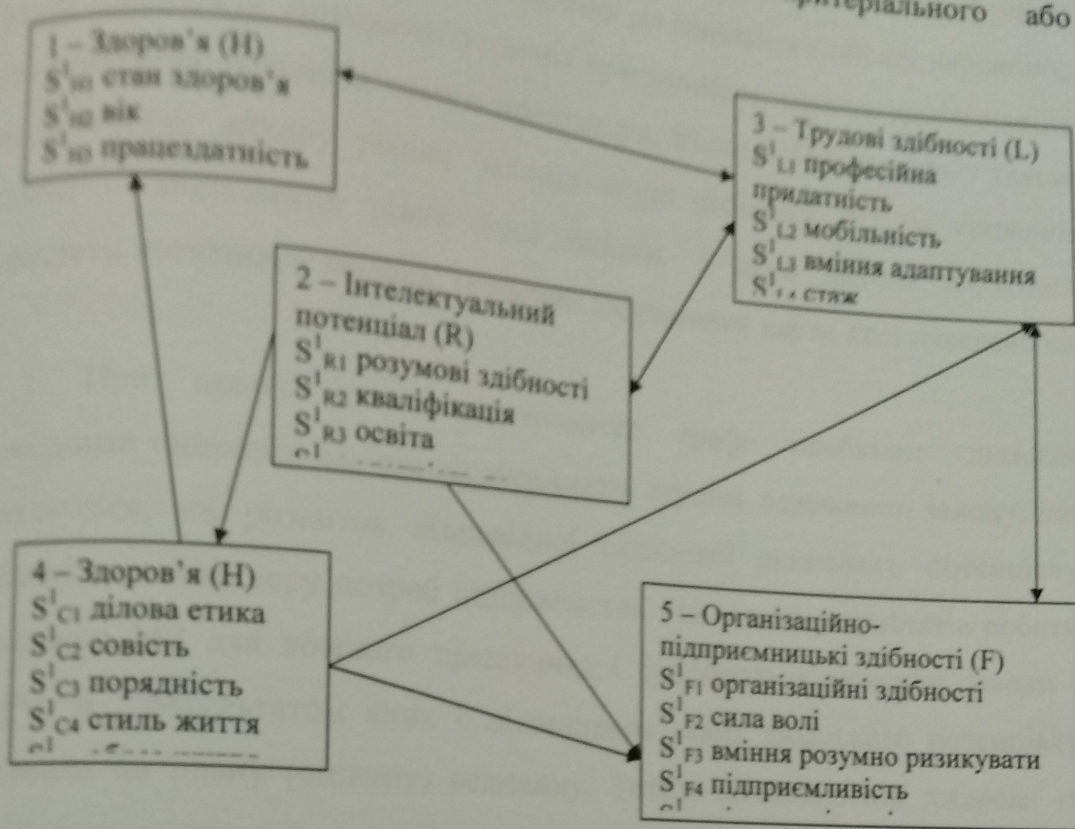 або
1 – Здоров’я (H)
S¹H1 стан здоров’я
S¹H2 вік
S¹H3 працездатність
3 – Трудові здібності (L)
S¹L1 професійна
придатність
S¹L2 мобільність
S¹L3 вміння адаптування
S¹L4 стаж
2 – Інтелектуальний
потенціал (R)
S¹R1 розумові здібності
S¹R2 кваліфікація
S¹R3 освіта
4 – Здоров’я (H)
S¹C1 ділова етика
S¹C2 совість
S¹C3 порядність
S¹C4 стиль життя
5 – Організаційно-
підприємницькі здібності (F)
S¹F1 організаційні здібності
S¹F2 сила волі
S¹F3 вміння розумно ризикувати
S¹F4 підприємливість